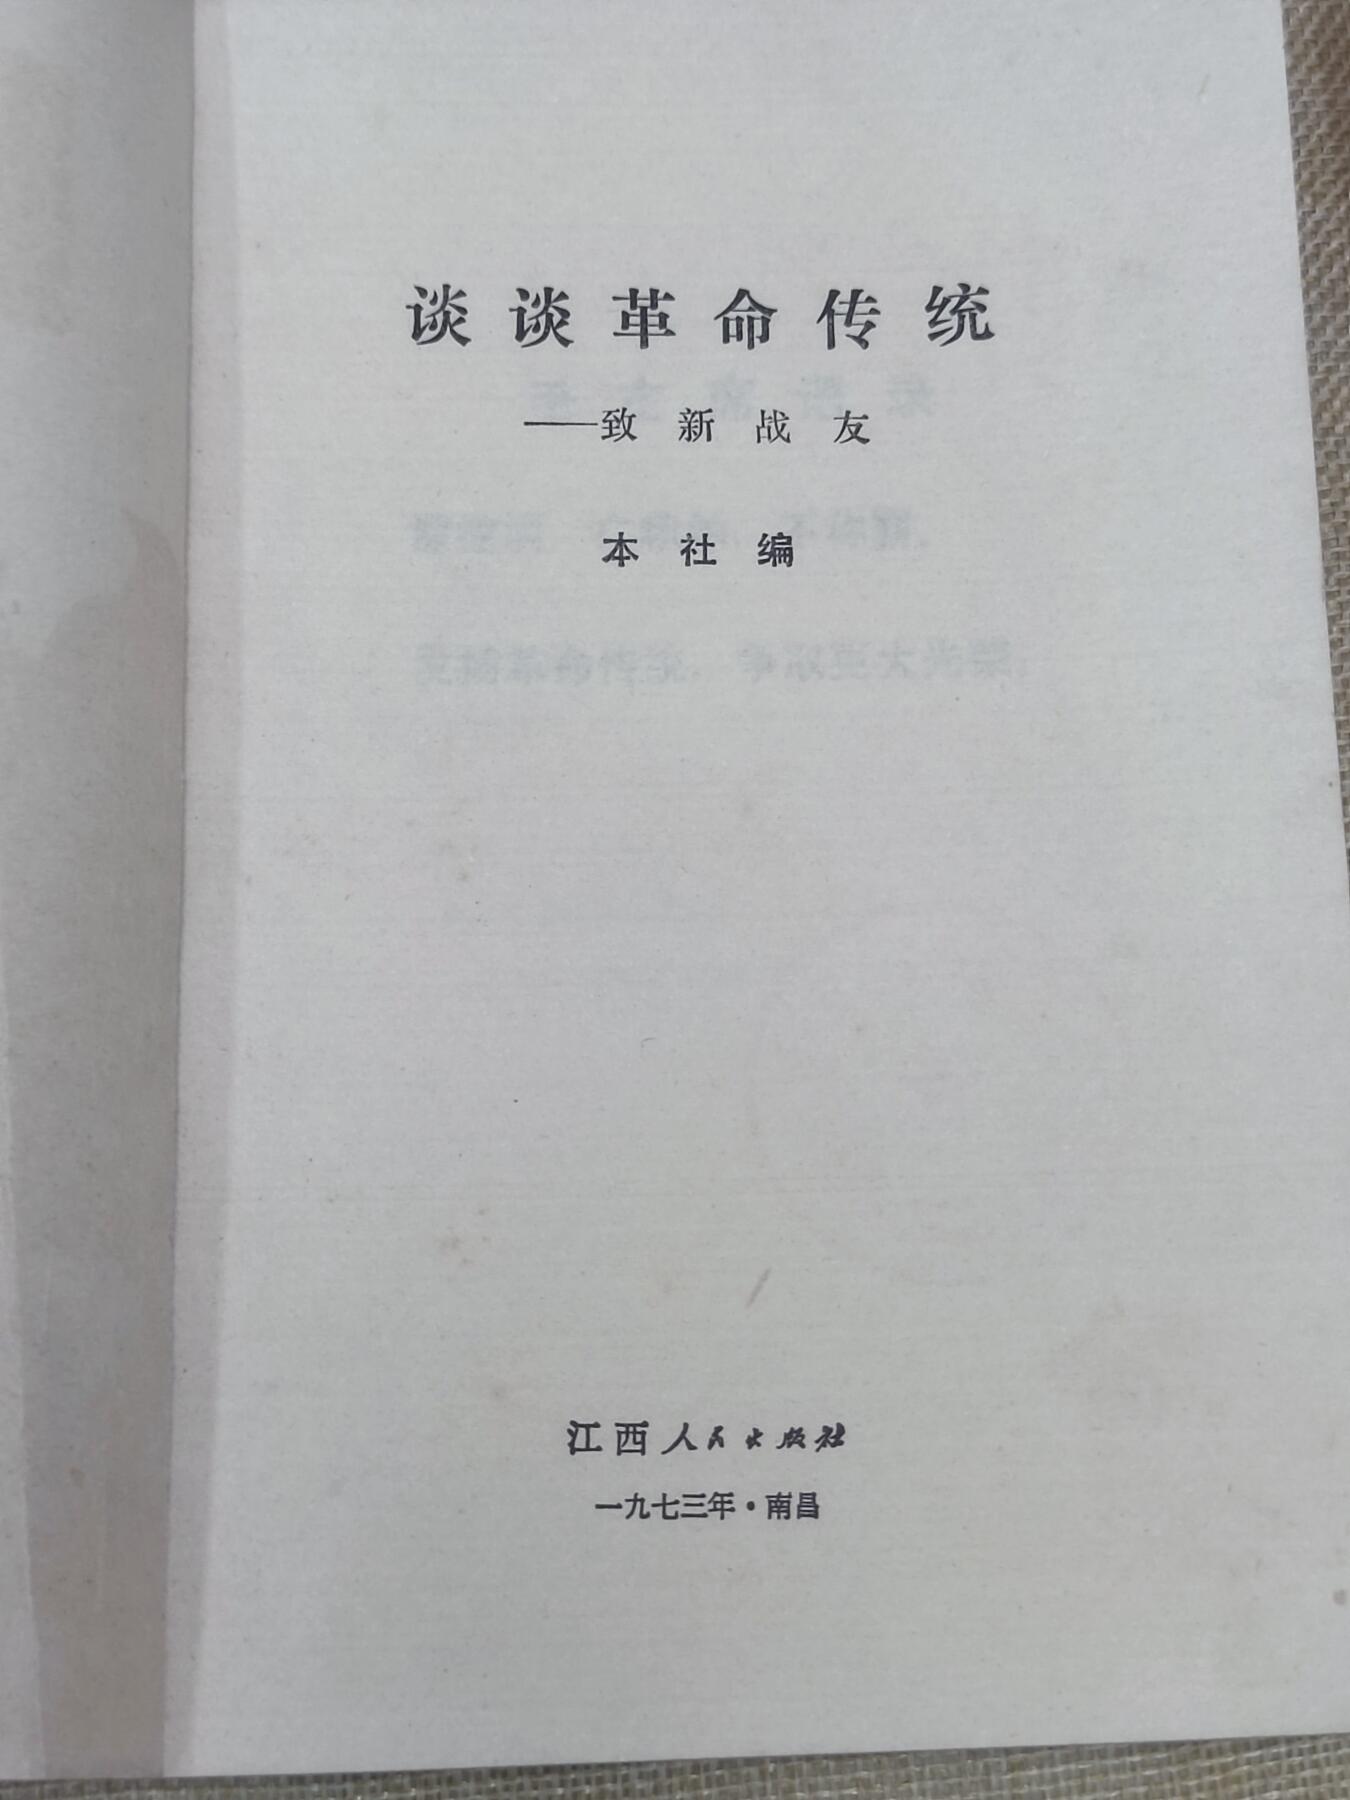 谈谈革命传统
——致新战友
本社编
江西人民出版社
一九七三年·南昌